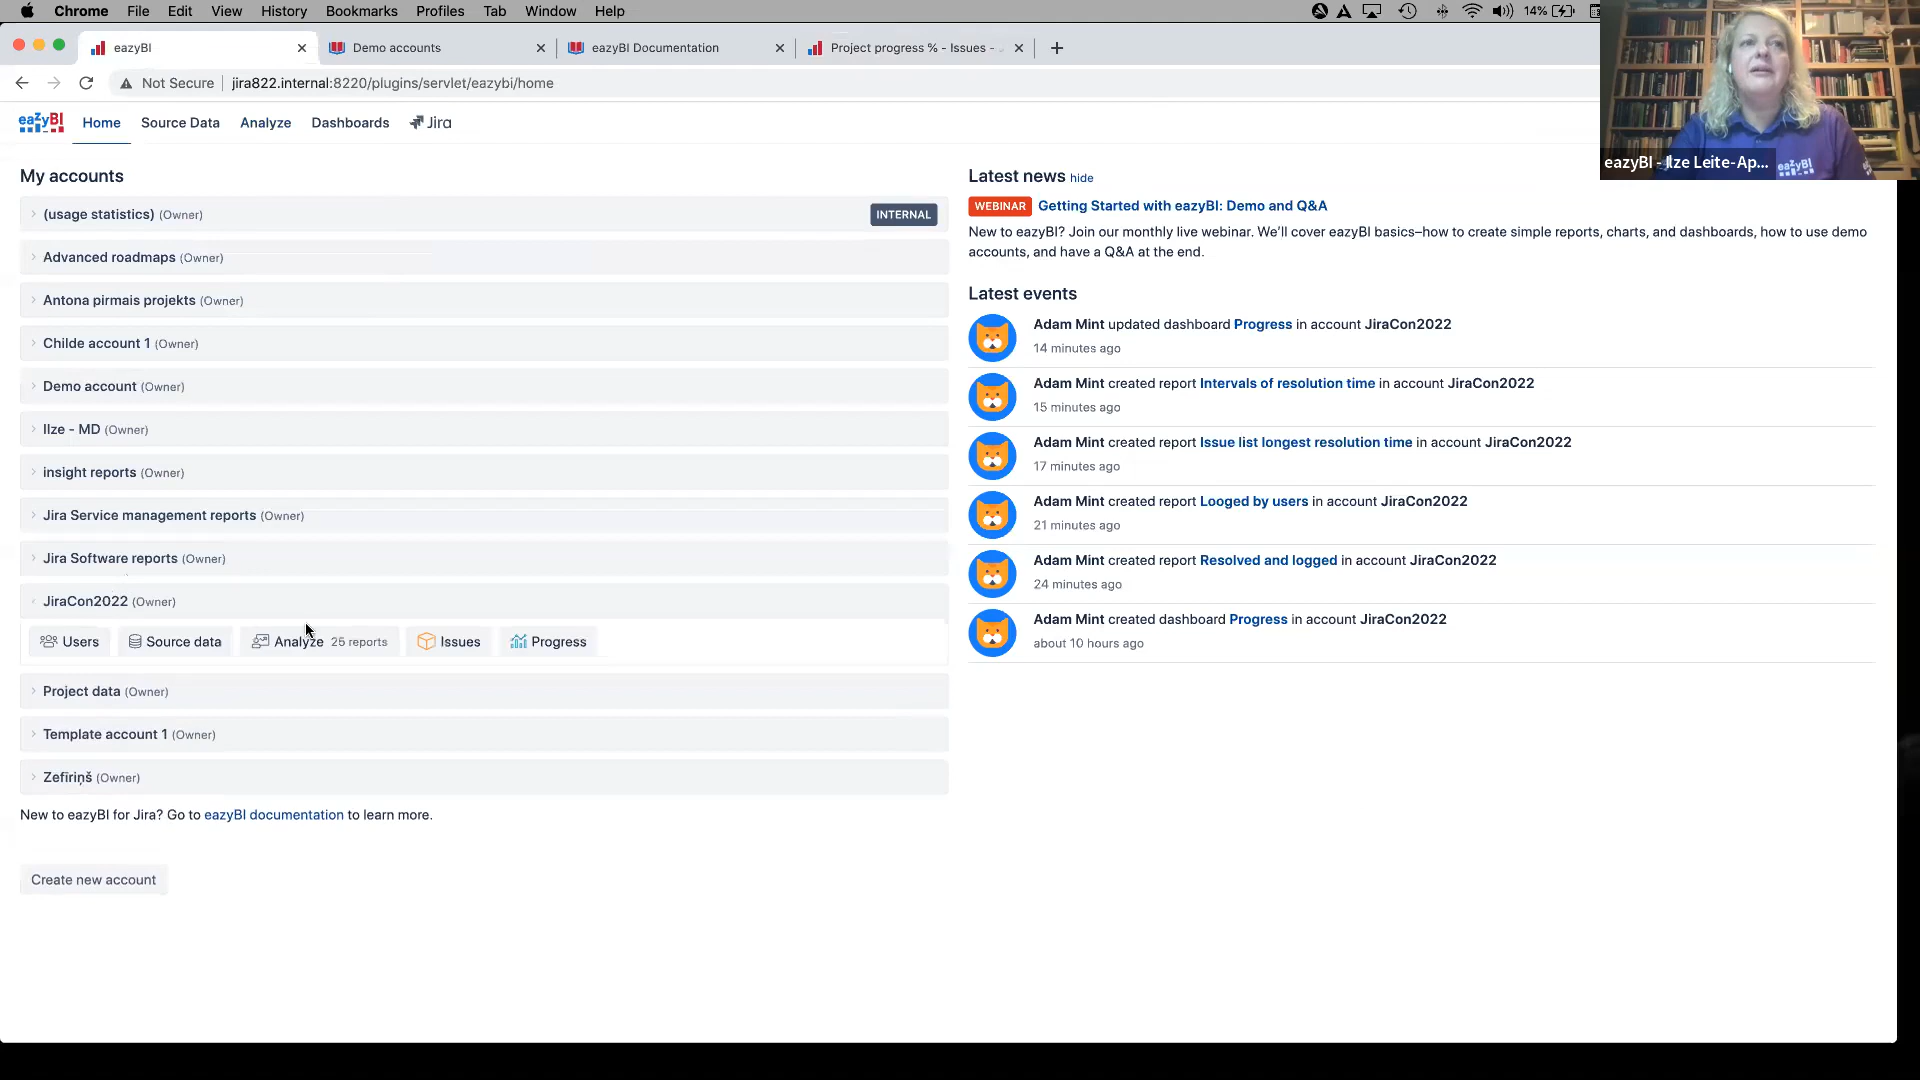 Chrome File Edit View History Bookmarks Profiles Tab Window Help 14%
eazyBI Demo accounts eazyBI Documentation Project progress % - Issues -
Not Secure jira822.internal:8220/plugins/servlet/eazybi/home
eazyBI Home Source Data Analyze Dashboards Jira
eazyBI - Ilze Leite-Ap...
eazyBI
My accounts
(usage statistics) (Owner) INTERNAL
Advanced roadmaps (Owner)
Antona pirmais projekts (Owner)
Childe account 1 (Owner)
Demo account (Owner)
Ilze - MD (Owner)
insight reports (Owner)
Jira Service management reports (Owner)
Jira Software reports (Owner)
JiraCon2022 (Owner)
Users Source data Analyze 25 reports Issues Progress
Project data (Owner)
Template account 1 (Owner)
Zefīriņš (Owner)
New to eazyBI for Jira? Go to eazyBI documentation to learn more.
Create new account
Latest news hide
WEBINAR Getting Started with eazyBI: Demo and Q&A
New to eazyBI? Join our monthly live webinar. We'll cover eazyBI basics–how to create simple reports, charts, and dashboards, how to use demo
accounts, and have a Q&A at the end.
Latest events
Adam Mint updated dashboard Progress in account JiraCon2022
14 minutes ago
Adam Mint created report Intervals of resolution time in account JiraCon2022
15 minutes ago
Adam Mint created report Issue list longest resolution time in account JiraCon2022
17 minutes ago
Adam Mint created report Looged by users in account JiraCon2022
21 minutes ago
Adam Mint created report Resolved and logged in account JiraCon2022
24 minutes ago
Adam Mint created dashboard Progress in account JiraCon2022
about 10 hours ago